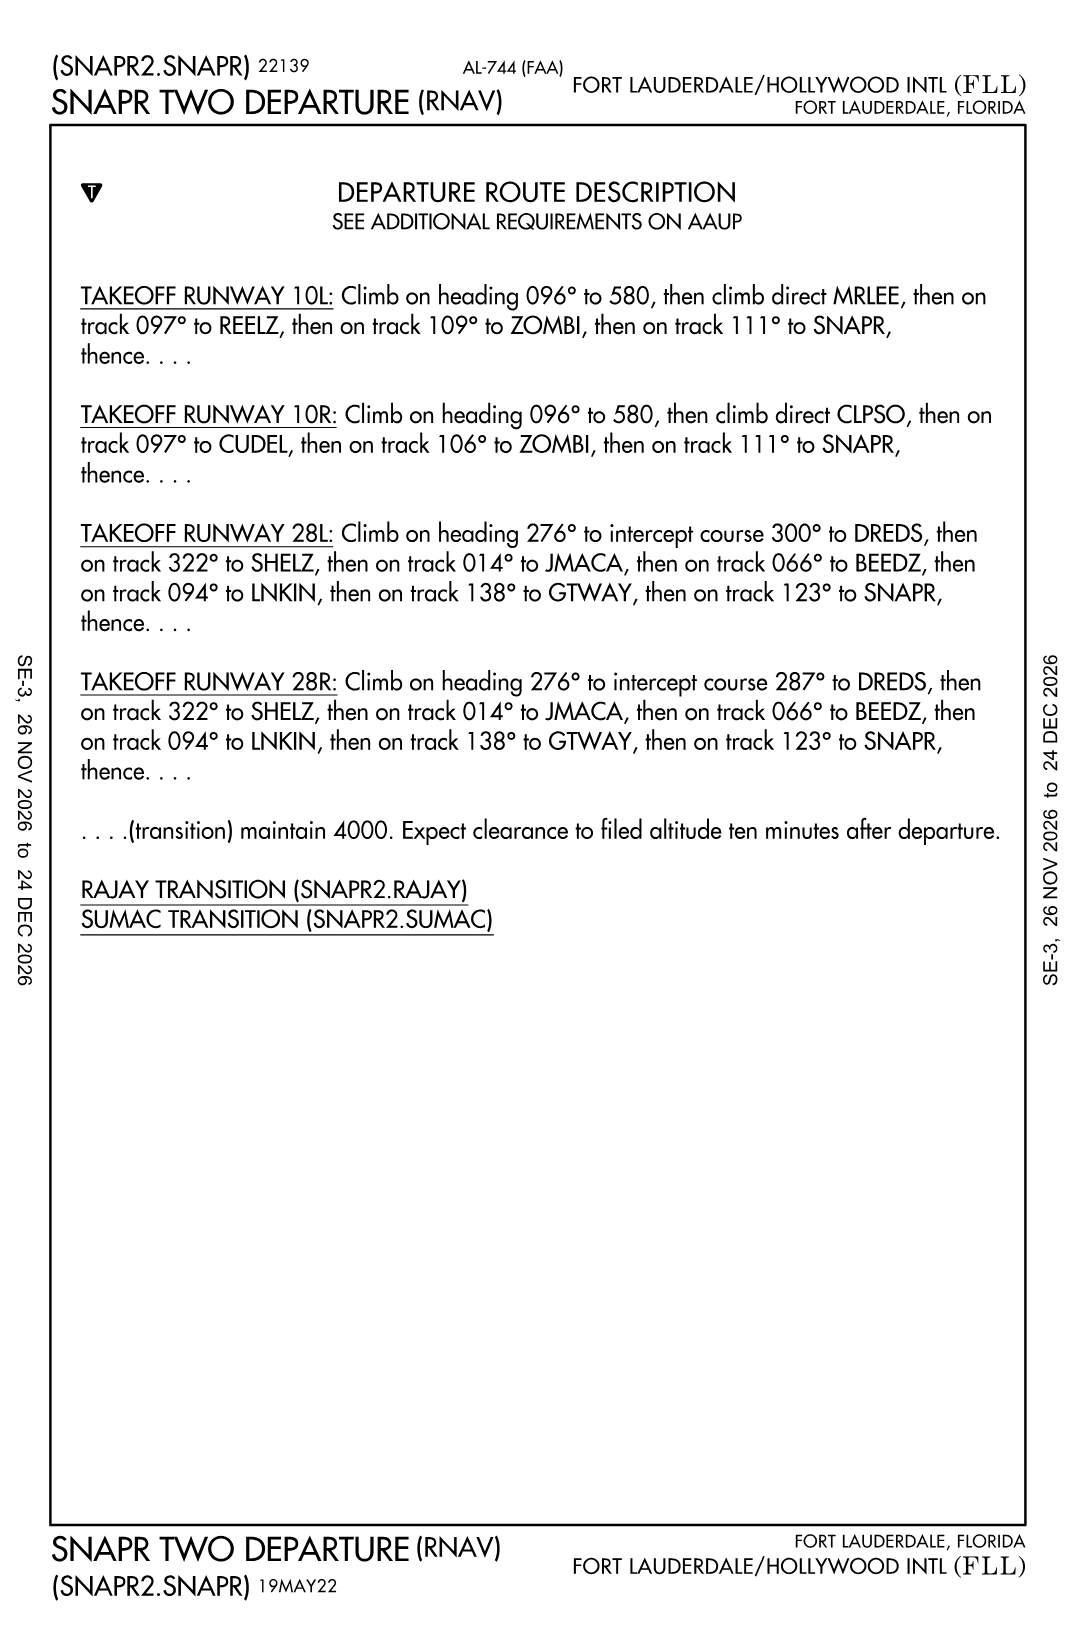 (SNAPR2.SNAPR) 22139
AL-744 (FAA)
SNAPR TWO DEPARTURE (RNAV)
FORT LAUDERDALE/HOLLYWOOD INTL (FLL)
FORT LAUDERDALE, FLORIDA
T
DEPARTURE ROUTE DESCRIPTION
SEE ADDITIONAL REQUIREMENTS ON AAUP
TAKEOFF RUNWAY 10L: Climb on heading 096° to 580, then climb direct MRLEE, then on
track 097° to REELZ, then on track 109° to ZOMBI, then on track 111° to SNAPR,
thence. . . .
TAKEOFF RUNWAY 10R: Climb on heading 096° to 580, then climb direct CLPSO, then on
track 097° to CUDEL, then on track 106° to ZOMBI, then on track 111° to SNAPR,
thence. . . .
TAKEOFF RUNWAY 28L: Climb on heading 276° to intercept course 300° to DREDS, then
on track 322° to SHELZ, then on track 014° to JMACA, then on track 066° to BEEDZ, then
on track 094° to LNKIN, then on track 138° to GTWAY, then on track 123° to SNAPR,
thence. . . .
TAKEOFF RUNWAY 28R: Climb on heading 276° to intercept course 287° to DREDS, then
on track 322° to SHELZ, then on track 014° to JMACA, then on track 066° to BEEDZ, then
on track 094° to LNKIN, then on track 138° to GTWAY, then on track 123° to SNAPR,
thence. . . .
. . . .(transition) maintain 4000. Expect clearance to filed altitude ten minutes after departure.
RAJAY TRANSITION (SNAPR2.RAJAY)
SUMAC TRANSITION (SNAPR2.SUMAC)
SE-3, 26 NOV 2026 to 24 DEC 2026
SE-3, 26 NOV 2026 to 24 DEC 2026
SNAPR TWO DEPARTURE (RNAV)
(SNAPR2.SNAPR) 19MAY22
FORT LAUDERDALE, FLORIDA
FORT LAUDERDALE/HOLLYWOOD INTL (FLL)